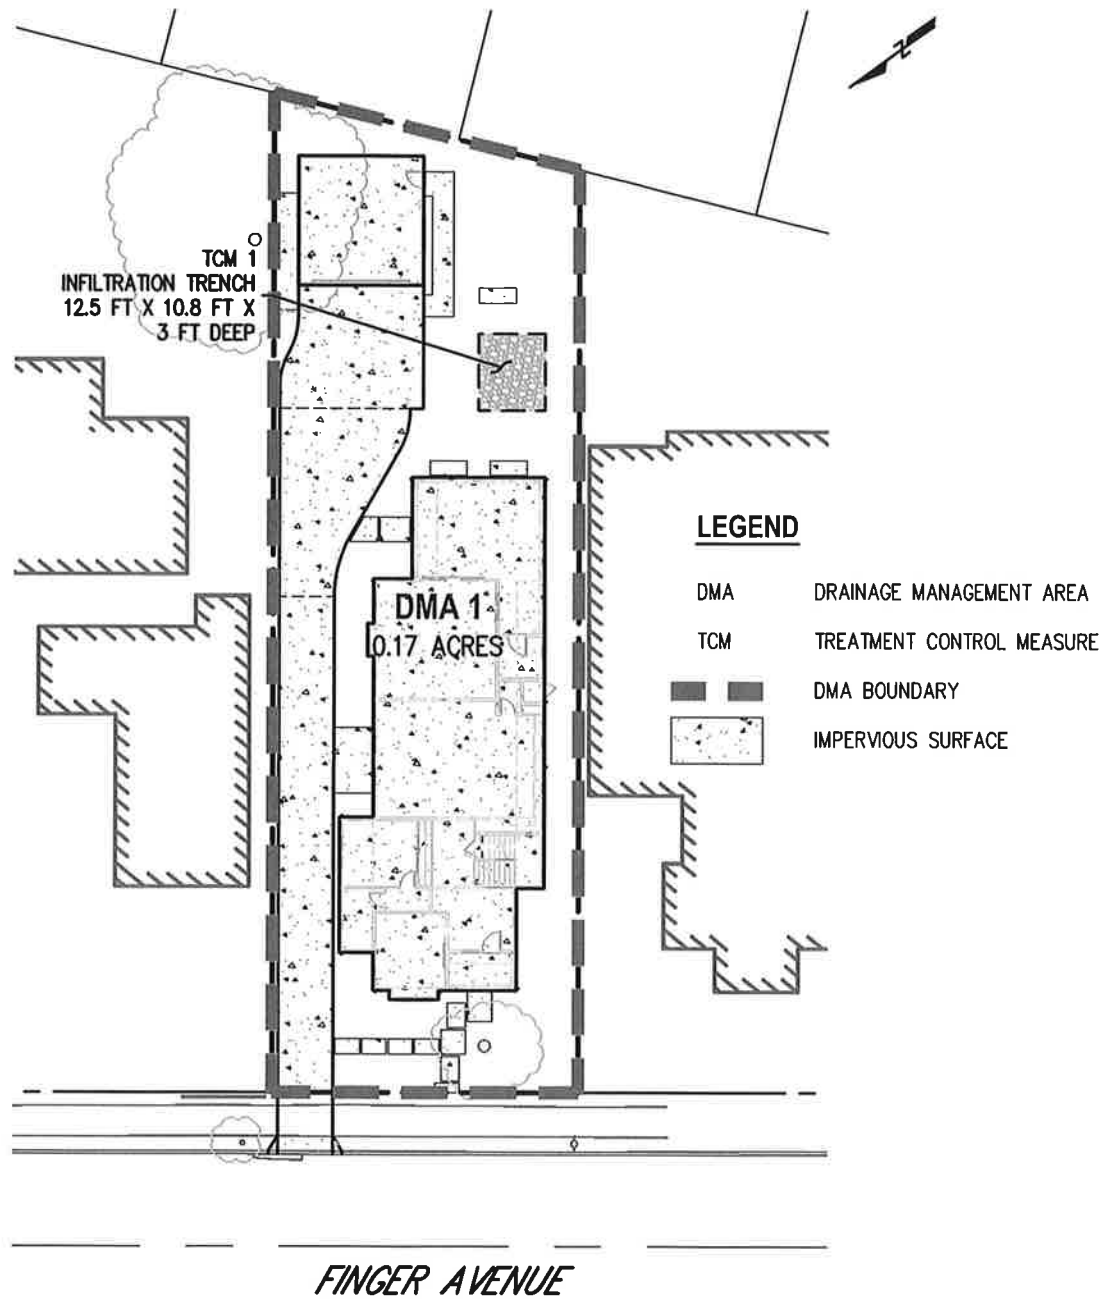 N
TCM 1
INFILTRATION TRENCH
12.5 FT X 10.8 FT X
3 FT DEEP
DMA 1
0.17 ACRES
LEGEND
DMA DRAINAGE MANAGEMENT AREA
TCM TREATMENT CONTROL MEASURE
DMA BOUNDARY
IMPERVIOUS SURFACE
FINGER AVENUE